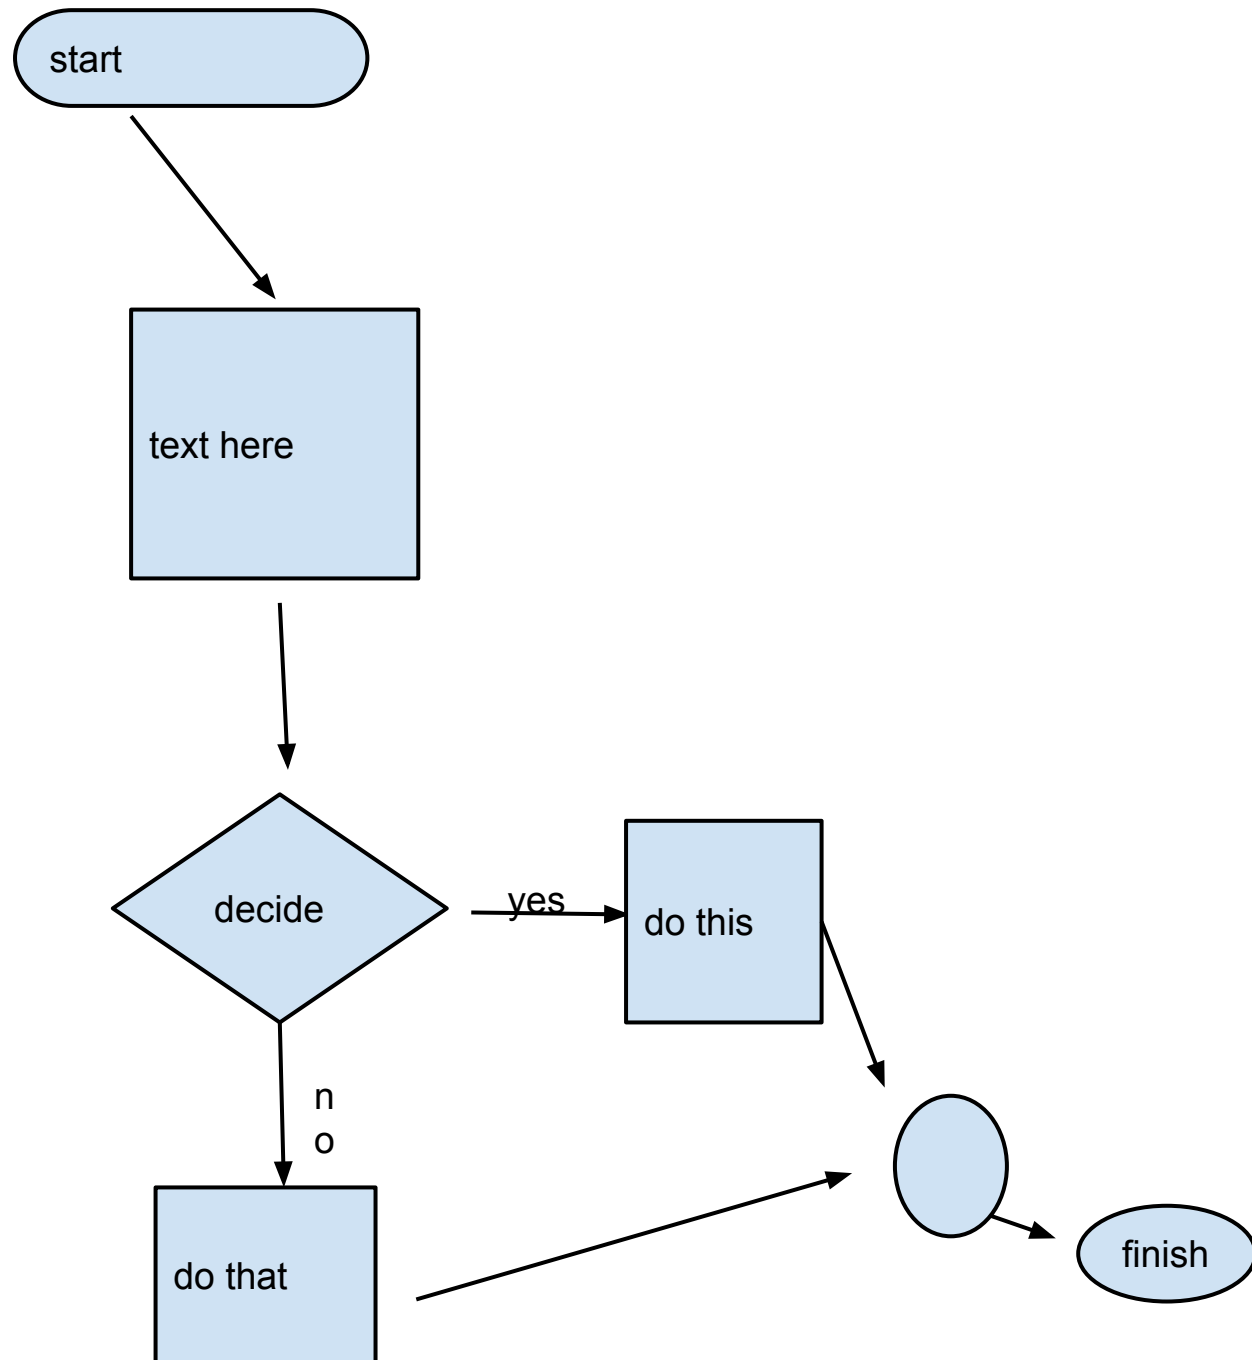 start
text here
decide
yes
do this
n
o
do that
finish